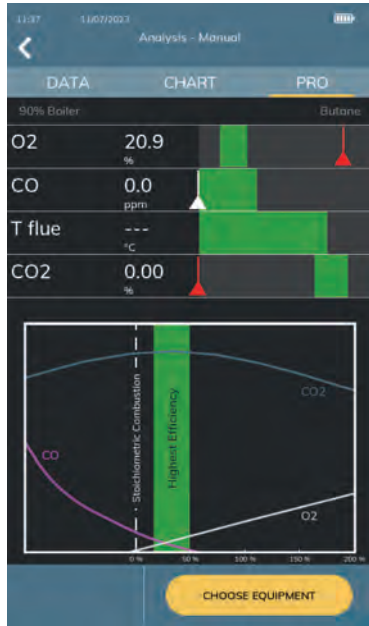 11:37 11/07/2023
Analysis - Manual
DATA CHART PRO
90% Boiler Butane
O2 20.9
%
CO 0.0
ppm
T flue ---
°C
CO2 0.00
%
Stoichiometric Combustion
Highest Efficiency
CO2
CO
O2
0 % 50 % 100 % 150 % 200 %
CHOOSE EQUIPMENT